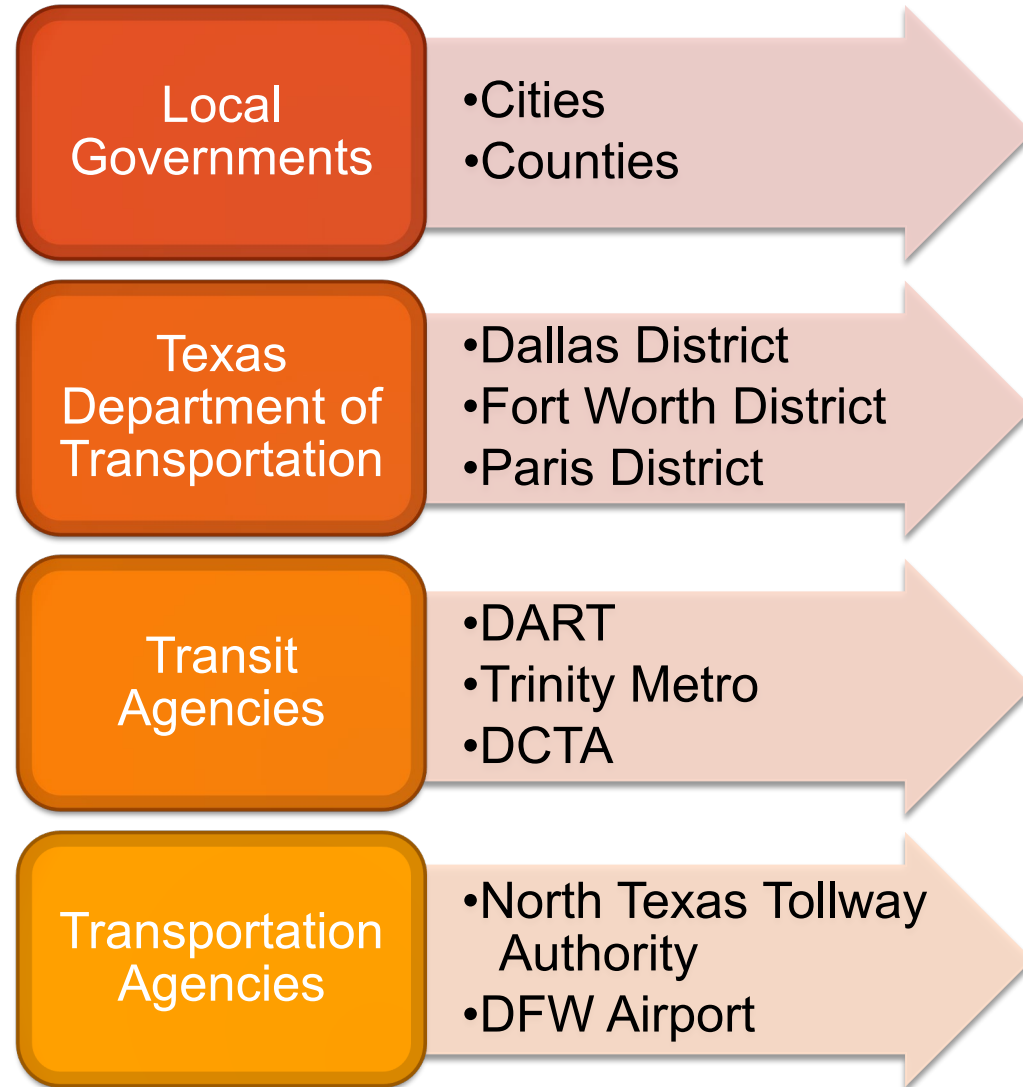 Local
Governments
•Cities
•Counties
Texas
Department of
Transportation
•Dallas District
•Fort Worth District
•Paris District
Transit
Agencies
•DART
•Trinity Metro
•DCTA
Transportation
Agencies
•North Texas Tollway
Authority
•DFW Airport